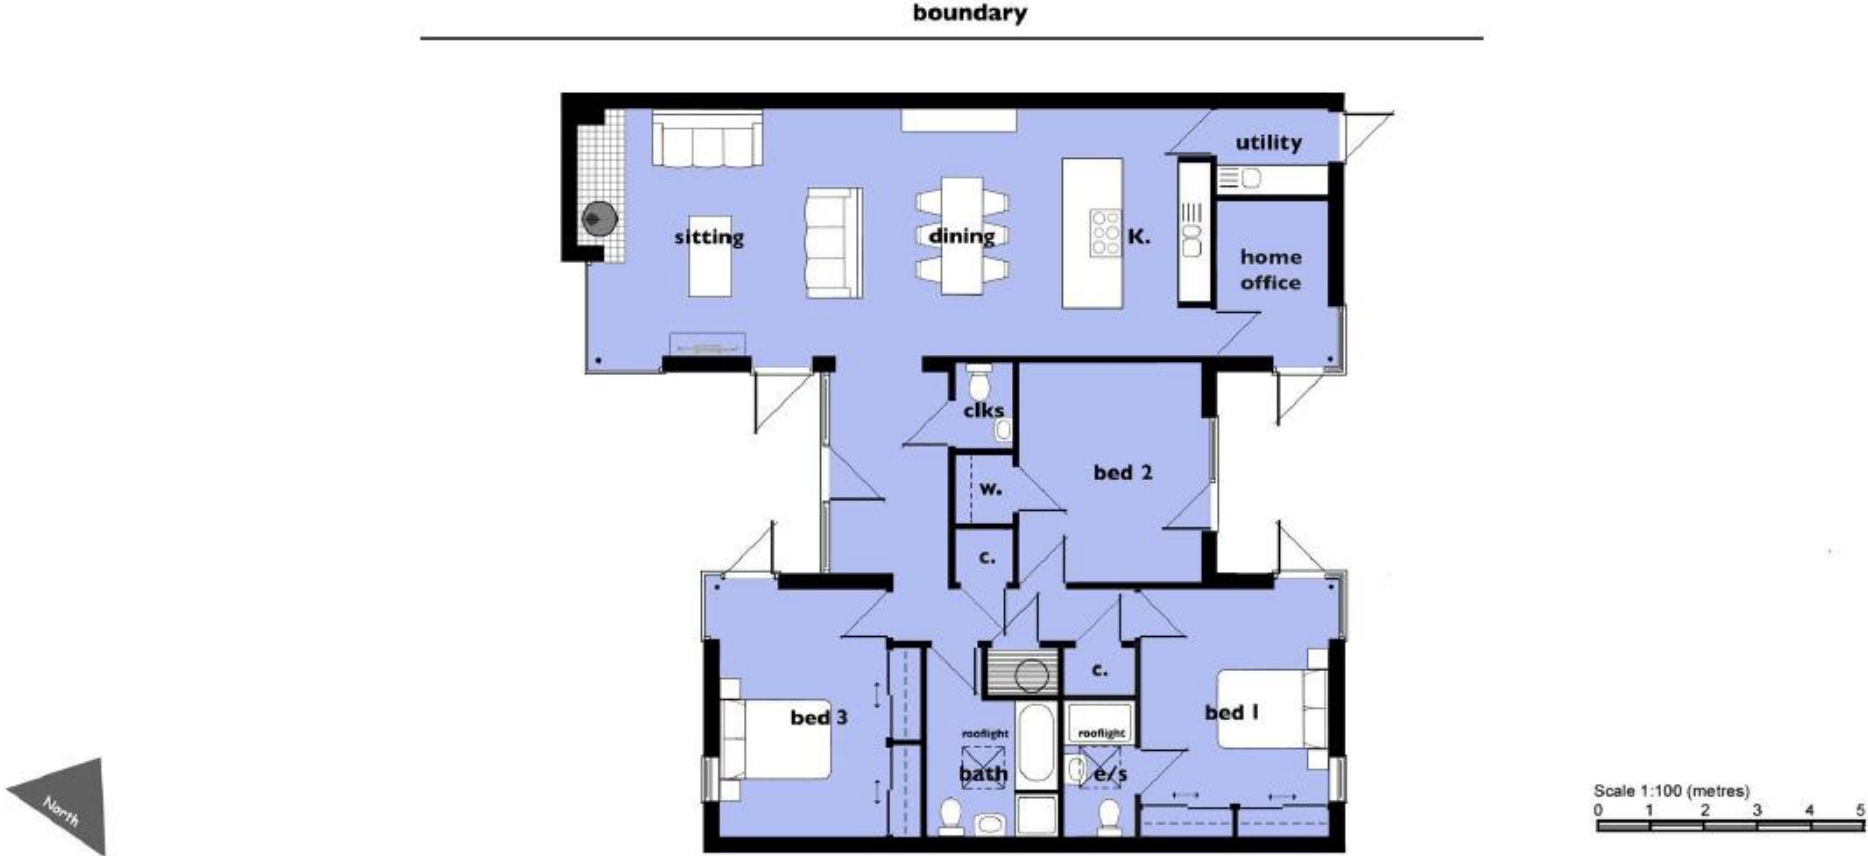 boundary
utility
sitting
dining
K.
home
office
clks
bed 2
w.
c.
c.
bed 3
bed 1
rooflight
rooflight
bath
e/s
North
Scale 1:100 (metres)
0 1 2 3 4 5